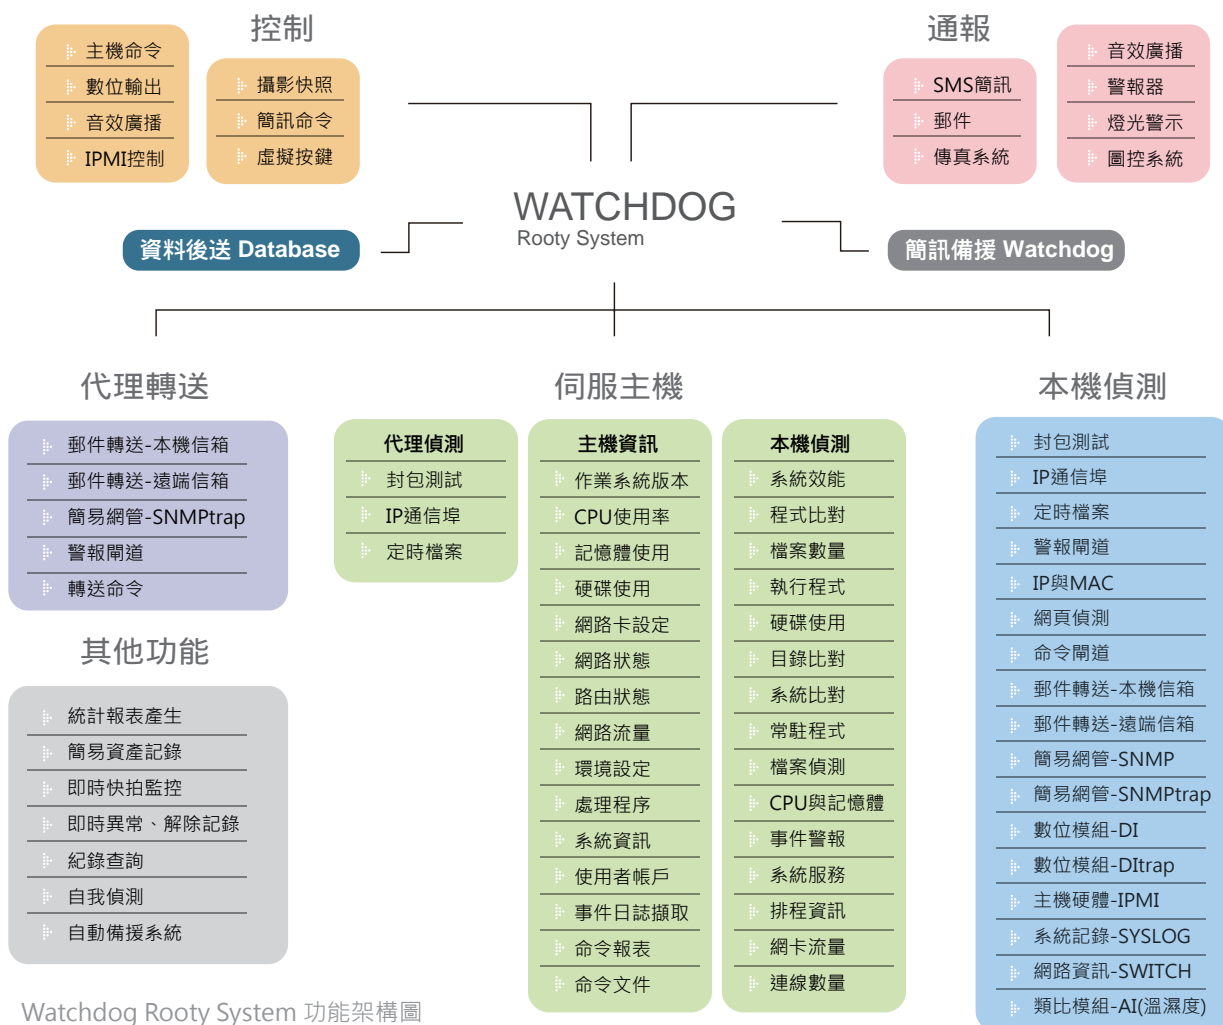 控制
主機命令
數位輸出
音效廣播
IPMI控制
攝影快照
簡訊命令
虛擬按鍵
通報
SMS簡訊
郵件
傳真系統
音效廣播
警報器
燈光警示
圖控系統
WATCHDOG
Rooty System
資料後送 Database
簡訊備援 Watchdog
代理轉送
郵件轉送-本機信箱
郵件轉送-遠端信箱
簡易網管-SNMPtrap
警報閘道
轉送命令
其他功能
統計報表產生
簡易資產記錄
即時快拍監控
即時異常、解除記錄
紀錄查詢
自我偵測
自動備援系統
伺服主機
代理偵測
封包測試
IP通信埠
定時檔案
主機資訊
作業系統版本
CPU使用率
記憶體使用
硬碟使用
網路卡設定
網路狀態
路由狀態
網路流量
環境設定
處理程序
系統資訊
使用者帳戶
事件日誌擷取
命令報表
命令文件
本機偵測
系統效能
程式比對
檔案數量
執行程式
硬碟使用
目錄比對
系統比對
常駐程式
檔案偵測
CPU與記憶體
事件警報
系統服務
排程資訊
網卡流量
連線數量
本機偵測
封包測試
IP通信埠
定時檔案
警報閘道
IP與MAC
網頁偵測
命令閘道
郵件轉送-本機信箱
郵件轉送-遠端信箱
簡易網管-SNMP
簡易網管-SNMPtrap
數位模組-DI
數位模組-DItrap
主機硬體-IPMI
系統記錄-SYSLOG
網路資訊-SWITCH
類比模組-AI(溫濕度)
Watchdog Rooty System 功能架構圖